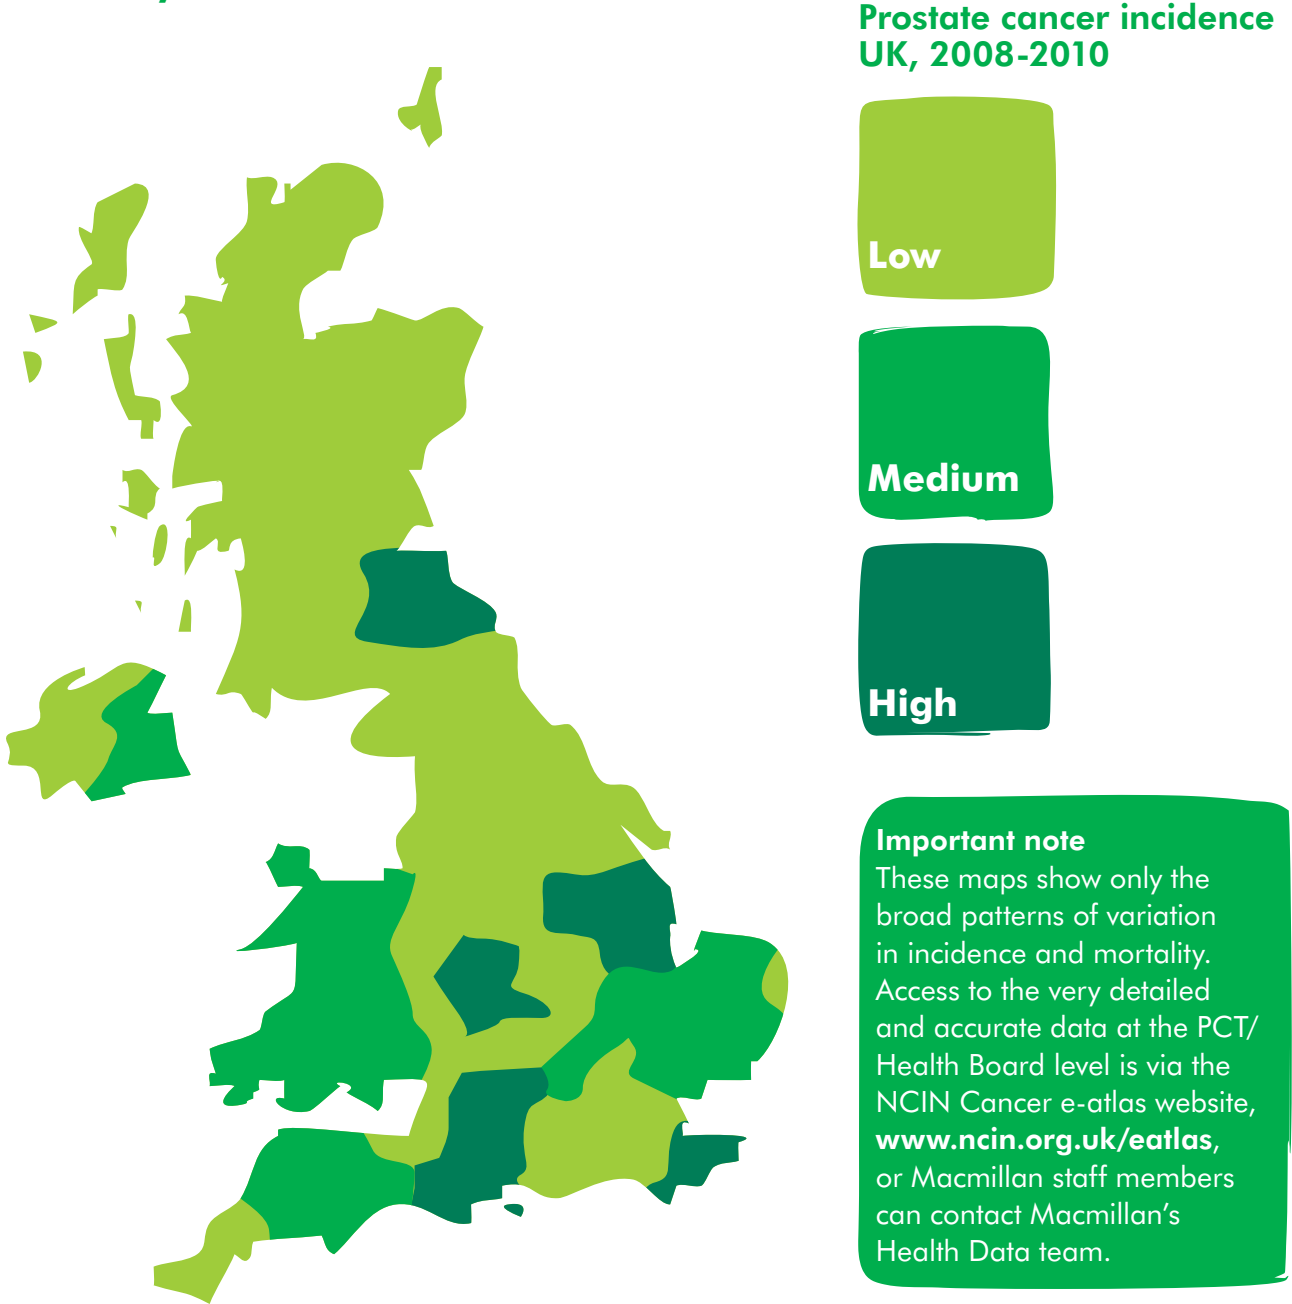 Prostate cancer incidence
UK, 2008-2010
Low
Medium
High
Important note
These maps show only the
broad patterns of variation
in incidence and mortality.
Access to the very detailed
and accurate data at the PCT/
Health Board level is via the
NCIN Cancer e-atlas website,
www.ncin.org.uk/eatlas,
or Macmillan staff members
can contact Macmillan’s
Health Data team.